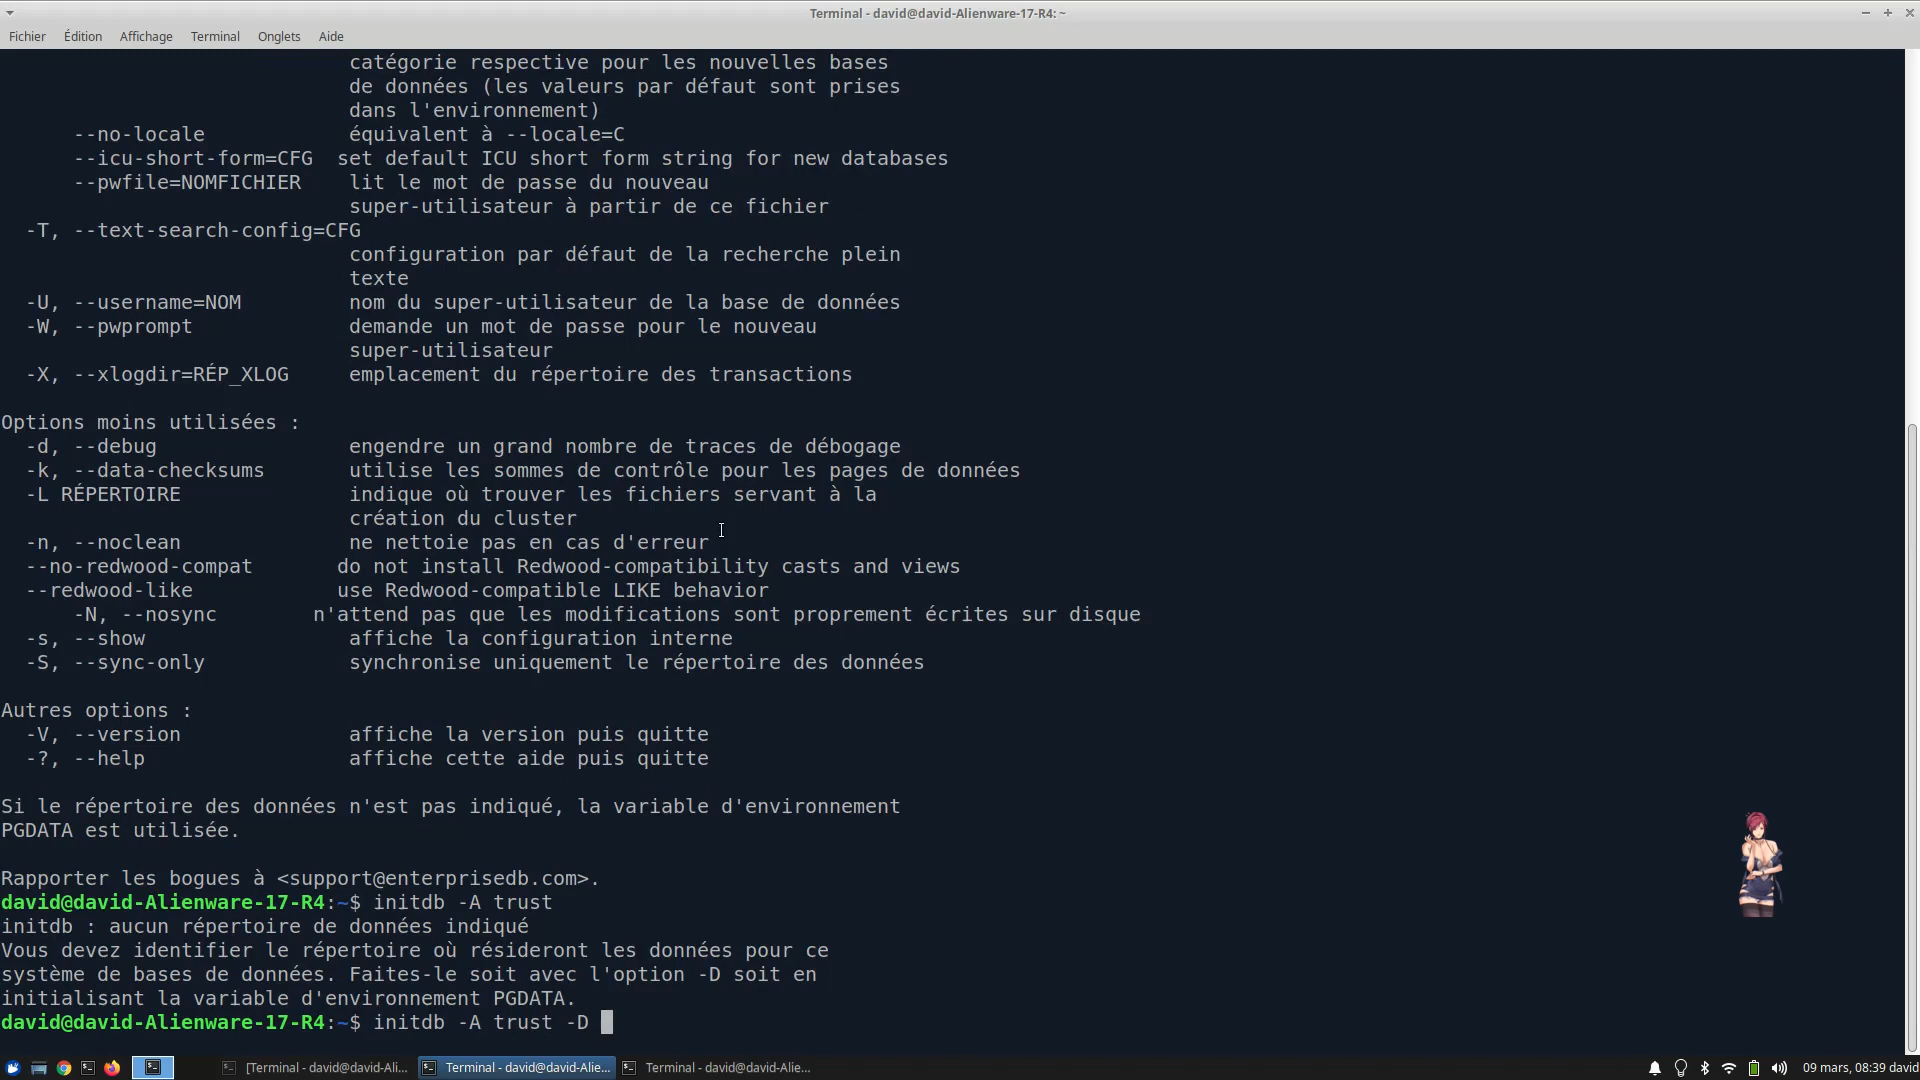 Terminal - david@david-Alienware-17-R4: ~
Fichier Édition Affichage Terminal Onglets Aide
catégorie respective pour les nouvelles bases
de données (les valeurs par défaut sont prises
dans l'environnement)
--no-locale équivalent à --locale=C
--icu-short-form=CFG set default ICU short form string for new databases
--pwfile=NOMFICHIER lit le mot de passe du nouveau
super-utilisateur à partir de ce fichier
-T, --text-search-config=CFG
configuration par défaut de la recherche plein
texte
-U, --username=NOM nom du super-utilisateur de la base de données
-W, --pwprompt demande un mot de passe pour le nouveau
super-utilisateur
-X, --xlogdir=RÉP_XLOG emplacement du répertoire des transactions
Options moins utilisées :
-d, --debug engendre un grand nombre de traces de débogage
-k, --data-checksums utilise les sommes de contrôle pour les pages de données
-L RÉPERTOIRE indique où trouver les fichiers servant à la
création du cluster
-n, --noclean ne nettoie pas en cas d'erreur
--no-redwood-compat do not install Redwood-compatibility casts and views
--redwood-like use Redwood-compatible LIKE behavior
-N, --nosync n'attend pas que les modifications sont proprement écrites sur disque
-s, --show affiche la configuration interne
-S, --sync-only synchronise uniquement le répertoire des données
Autres options :
-V, --version affiche la version puis quitte
-?, --help affiche cette aide puis quitte
Si le répertoire des données n'est pas indiqué, la variable d'environnement
PGDATA est utilisée.
Rapporter les bogues à <support@enterprisedb.com>.
david@david-Alienware-17-R4:~$ initdb -A trust
initdb : aucun répertoire de données indiqué
Vous devez identifier le répertoire où résideront les données pour ce
système de bases de données. Faites-le soit avec l'option -D soit en
initialisant la variable d'environnement PGDATA.
david@david-Alienware-17-R4:~$ initdb -A trust -D
[Terminal - david@david-Ali... Terminal - david@david-Alie... Terminal - david@david-Alie... 09 mars, 08:39 david